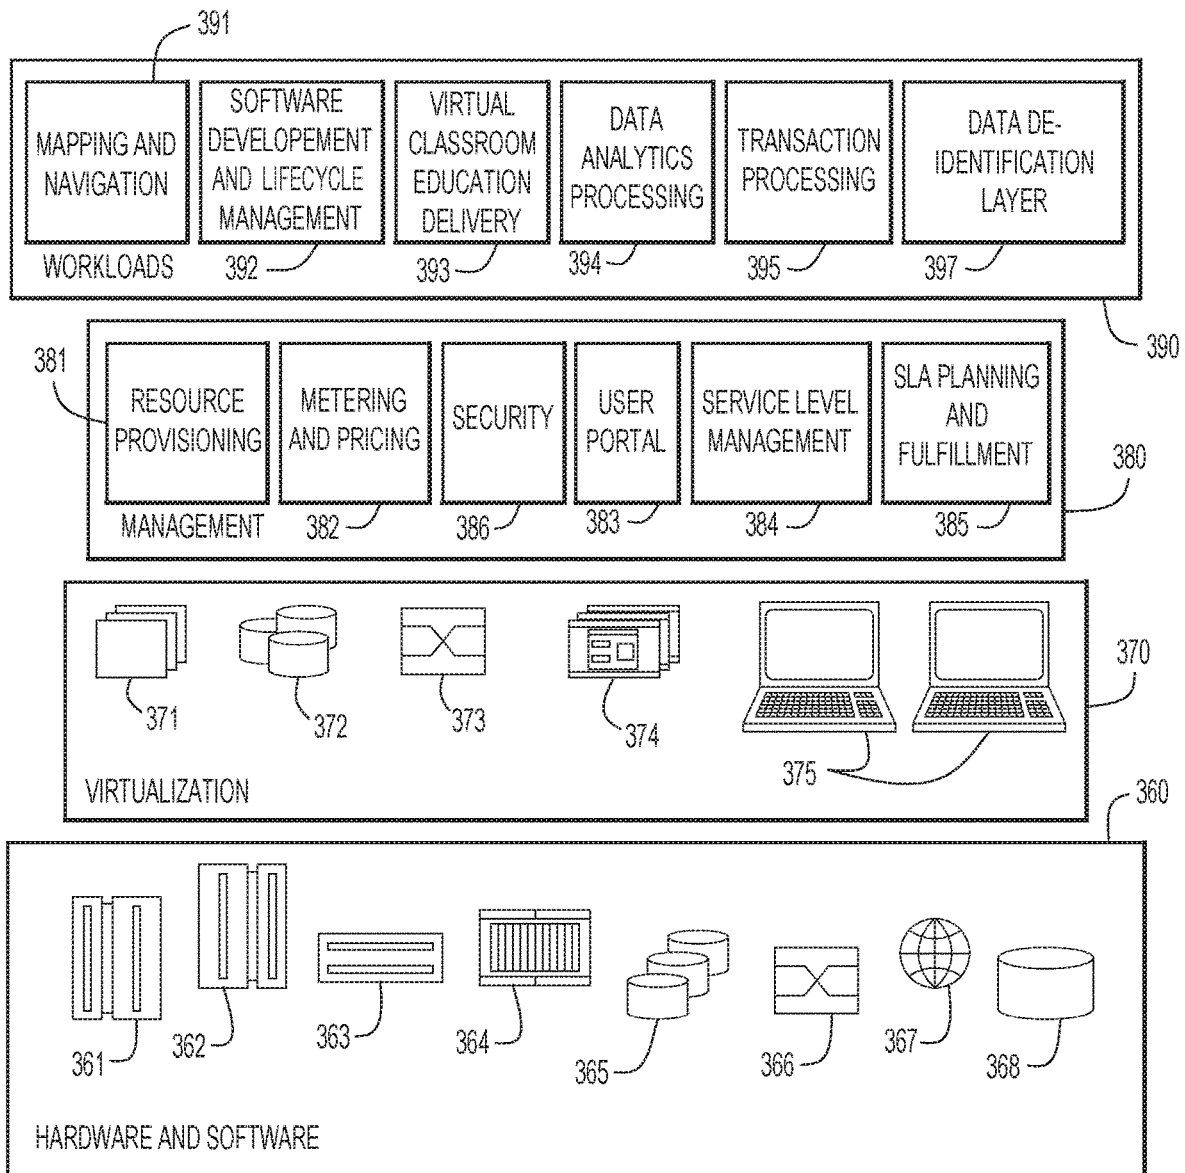 391
MAPPING AND
NAVIGATION
SOFTWARE
DEVELOPEMENT
AND LIFECYCLE
MANAGEMENT
VIRTUAL
CLASSROOM
EDUCATION
DELIVERY
DATA
ANALYTICS
PROCESSING
TRANSACTION
PROCESSING
DATA DE-
IDENTIFICATION
LAYER
WORKLOADS
392
393
394
395
397
390
381
RESOURCE
PROVISIONING
METERING
AND PRICING
SECURITY
USER
PORTAL
SERVICE LEVEL
MANAGEMENT
SLA PLANNING
AND
FULFILLMENT
MANAGEMENT
382
386
383
384
385
380
371
372
373
374
375
370
VIRTUALIZATION
360
361
362
363
364
365
366
367
368
HARDWARE AND SOFTWARE